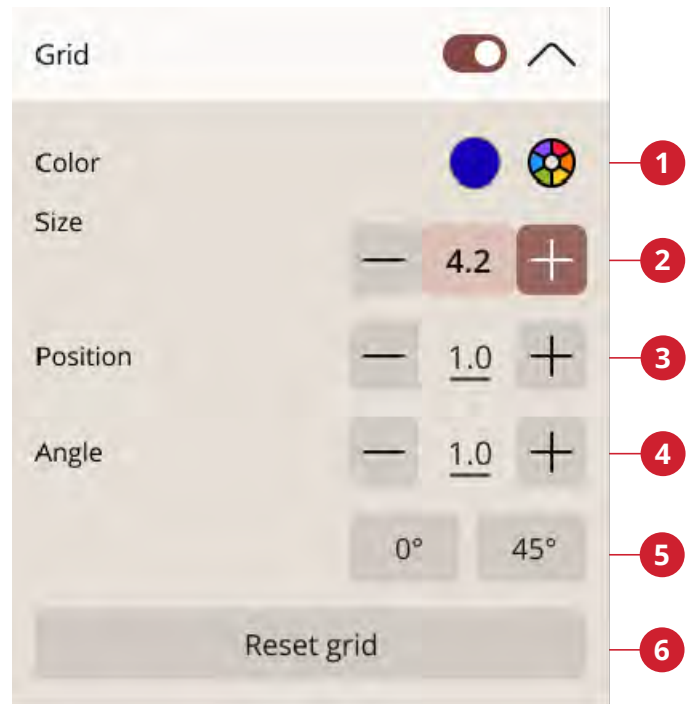 Grid
Color 1
Size
4.2 2
Position 1.0 3
Angle 1.0 4
0° 45° 5
Reset grid 6